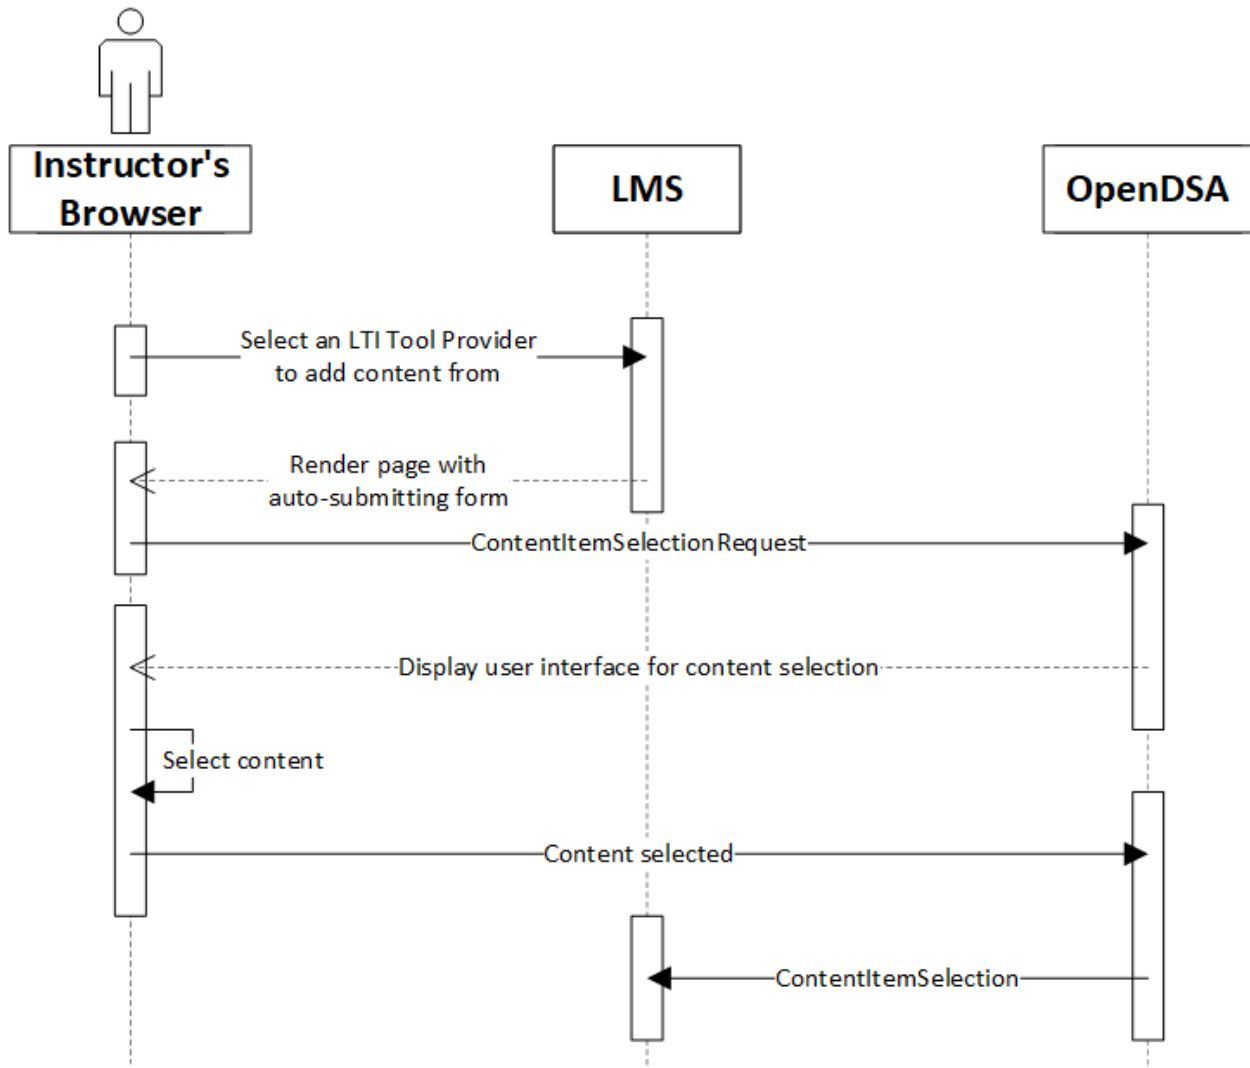 Instructor's
Browser
LMS
OpenDSA
Select an LTI Tool Provider
to add content from
Render page with
auto-submitting form
ContentItemSelectionRequest
Display user interface for content selection
Select content
Content selected
ContentItemSelection